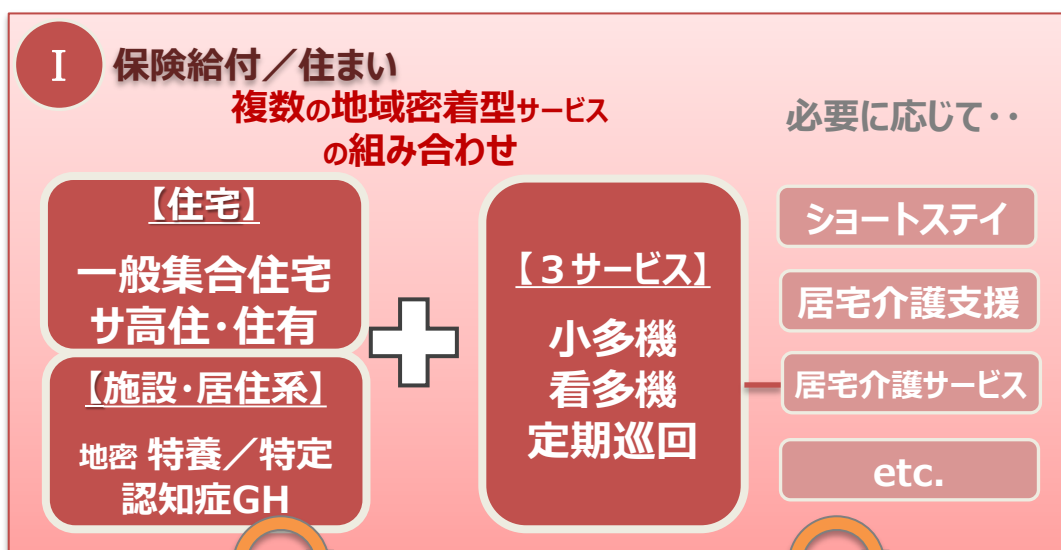 Ⅰ
保険給付／住まい
複数の地域密着型サービス
の組み合わせ
必要に応じて‥
【住宅】
一般集合住宅
サ高住・住有
【施設・居住系】
地密 特養／特定
認知症GH
【３サービス】
小多機
看多機
定期巡回
ショートステイ
居宅介護支援
居宅介護サービス
etc.